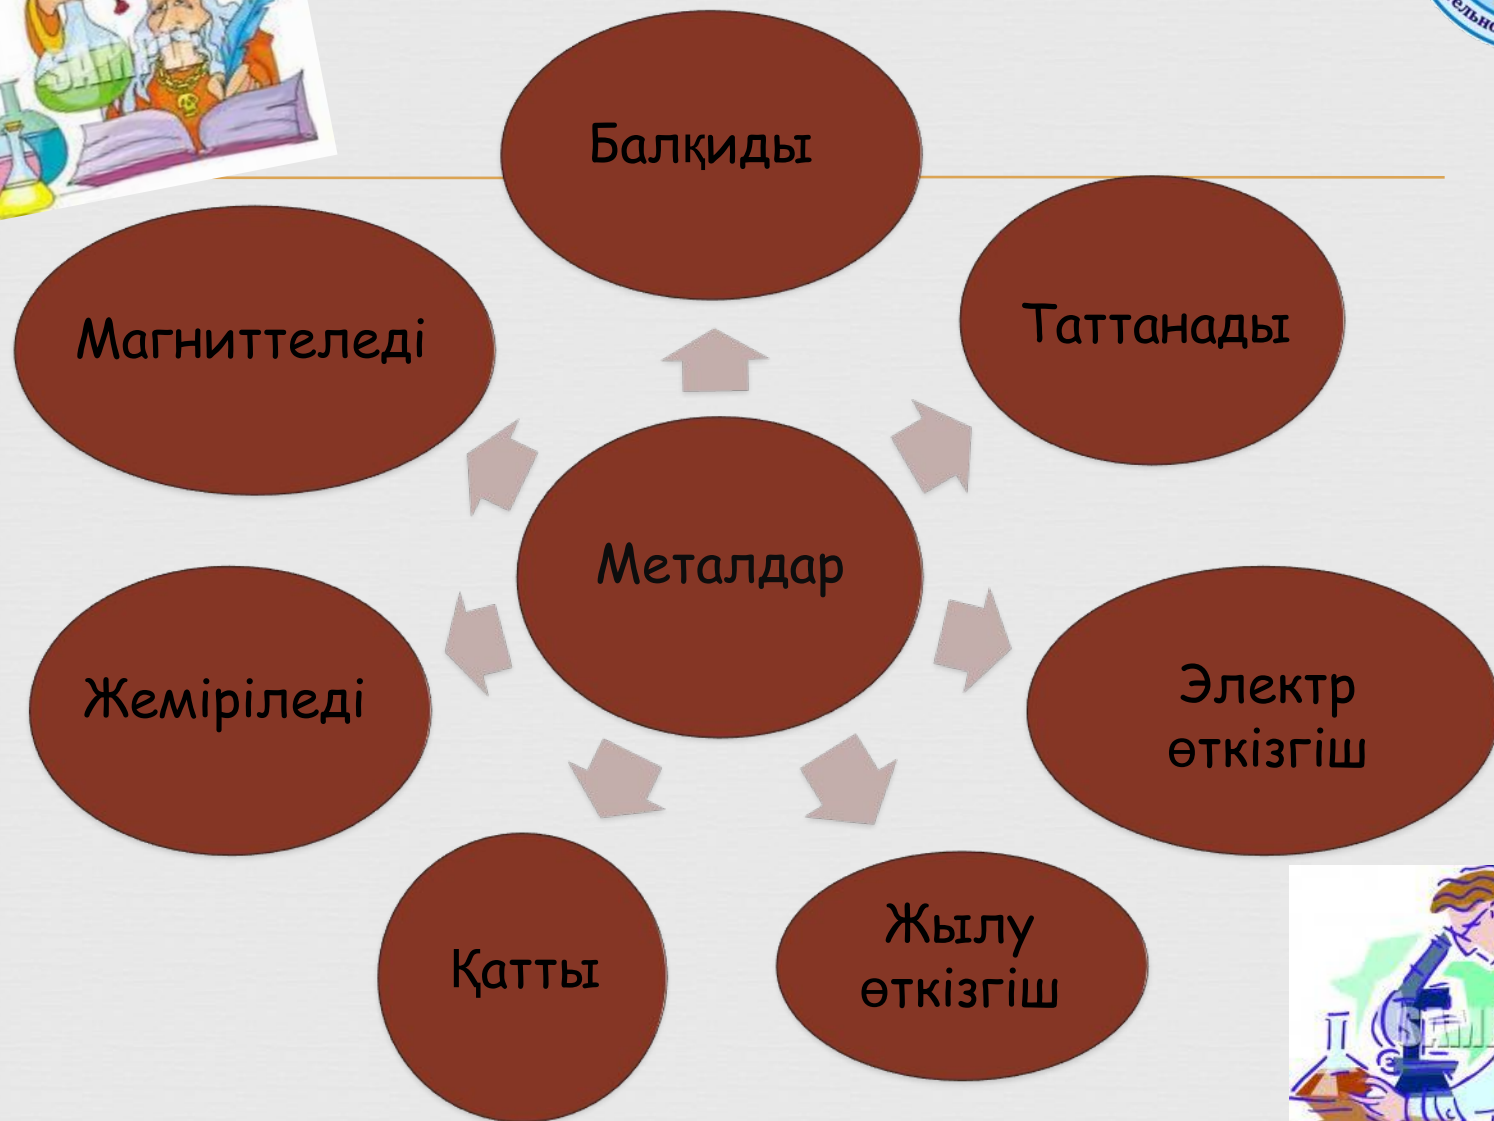 Балқиды
Таттанады
Магниттеледі
Металдар
Электр
өткізгіш
Жеміріледі
Жылу
өткізгіш
Қатты